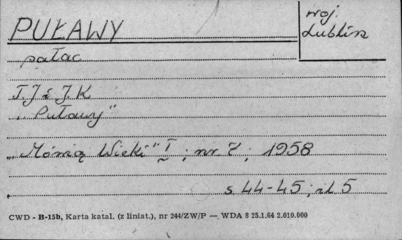 PUŁAWY
woj.
Lublin
pałac
T.J & J.K
"Puławy"
"Mówią Wieki" I ; nr 7 ; 1958
s. 44-45 ; il. 5
CWD - B-15b, Karta katal. (z liniat.), nr 244/ZW/P — WDA 8 25.1.64 2.010.000